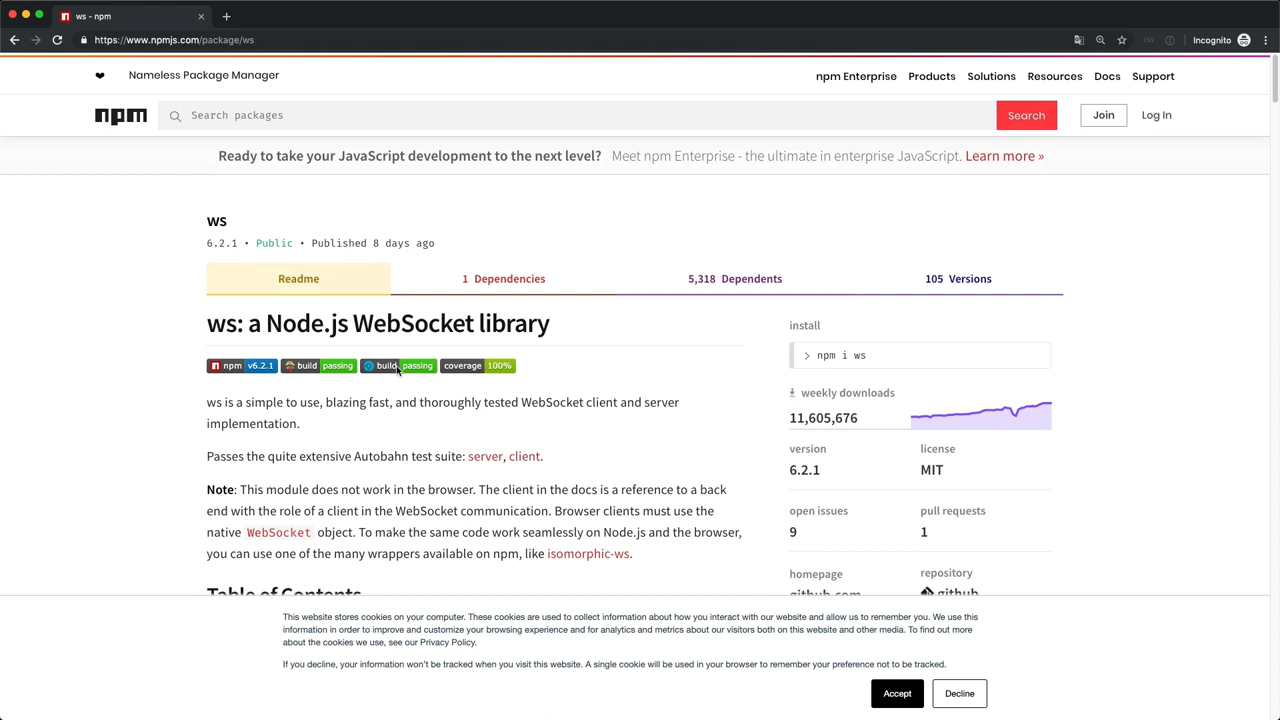 ws - npm
https://www.npmjs.com/package/ws
Incognito
Nameless Package Manager
npm Enterprise Products Solutions Resources Docs Support
npm
Search packages
Search
Join
Log In
Ready to take your JavaScript development to the next level? Meet npm Enterprise - the ultimate in enterprise JavaScript. Learn more »
ws
6.2.1 • Public • Published 8 days ago
Readme
1 Dependencies
5,318 Dependents
105 Versions
ws: a Node.js WebSocket library
npm v6.2.1 build passing build passing coverage 100%
ws is a simple to use, blazing fast, and thoroughly tested WebSocket client and server
implementation.
Passes the quite extensive Autobahn test suite: server, client.
Note: This module does not work in the browser. The client in the docs is a reference to a back
end with the role of a client in the WebSocket communication. Browser clients must use the
native WebSocket object. To make the same code work seamlessly on Node.js and the browser,
you can use one of the many wrappers available on npm, like isomorphic-ws.
Table of Contents
install
> npm i ws
weekly downloads
11,605,676
version
6.2.1
license
MIT
open issues
9
pull requests
1
homepage
github.com
repository
github
This website stores cookies on your computer. These cookies are used to collect information about how you interact with our website and allow us to remember you. We use this
information in order to improve and customize your browsing experience and for analytics and metrics about our visitors both on this website and other media. To find out more
about the cookies we use, see our Privacy Policy.
If you decline, your information won't be tracked when you visit this website. A single cookie will be used in your browser to remember your preference not to be tracked.
Accept
Decline